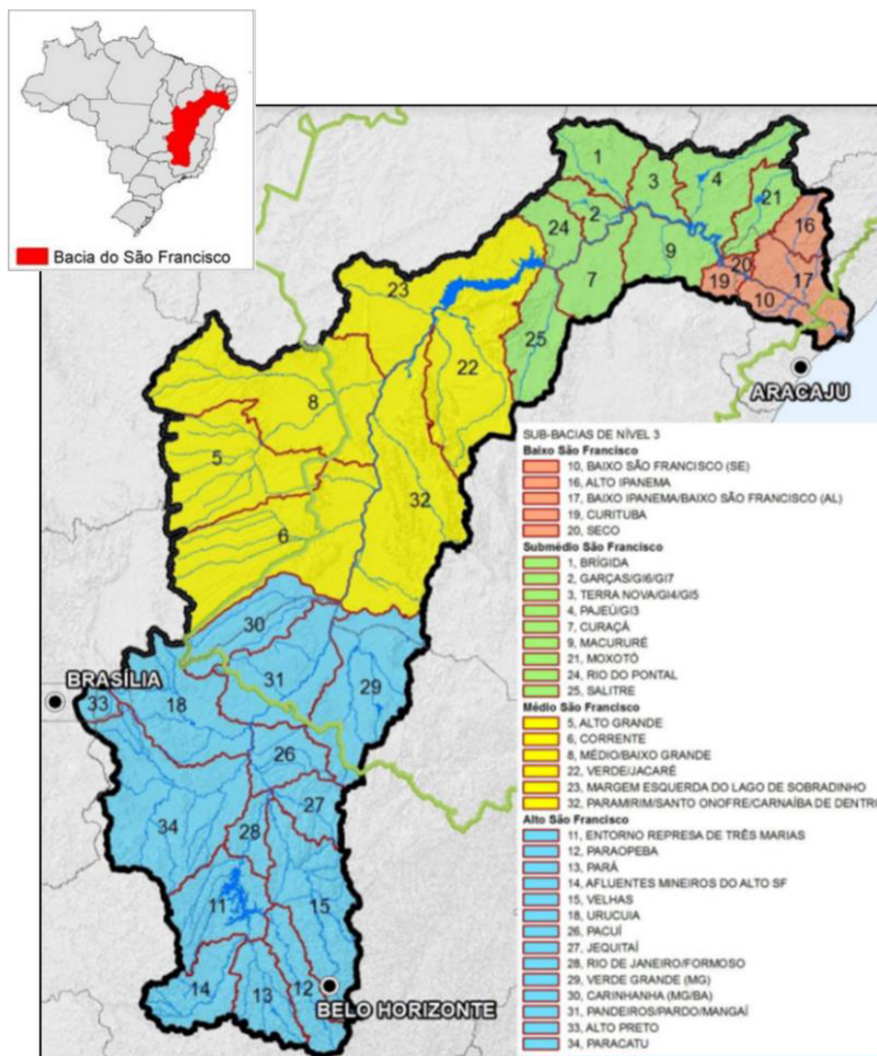 Bacia do São Francisco
1
3
4
2
24
21
16
23
9
20
19
17
10
7
25
22
8
5
32
6
ARACAJU
30
31
29
BRASÍLIA
33
18
26
27
34
28
11
15
14
13
12
BELO HORIZONTE
SUB-BACIAS DE NÍVEL 3
Baixo São Francisco
10, BAIXO SÃO FRANCISCO (SE)
16, ALTO IPANEMA
17, BAIXO IPANEMA/BAIXO SÃO FRANCISCO (AL)
19, CURITUBA
20, SECO
Submédio São Francisco
1, BRÍGIDA
2, GARÇAS/GI6/GI7
3, TERRA NOVA/GI4/GI5
4, PAJEÚ/GI3
7, CURAÇÁ
9, MACURURÉ
21, MOXOTÓ
24, RIO DO PONTAL
25, SALITRE
Médio São Francisco
5, ALTO GRANDE
6, CORRENTE
8, MÉDIO/BAIXO GRANDE
22, VERDE/JACARÉ
23, MARGEM ESQUERDA DO LAGO DE SOBRADINHO
32, PARAMIRIM/SANTO ONOFRE/CARNAÍBA DE DENTR
Alto São Francisco
11, ENTORNO REPRESA DE TRÊS MARIAS
12, PARAOPEBA
13, PARÁ
14, AFLUENTES MINEIROS DO ALTO SF
15, VELHAS
18, URUCUIA
26, PACUÍ
27, JEQUITAÍ
28, RIO DE JANEIRO/FORMOSO
29, VERDE GRANDE (MG)
30, CARINHANHA (MG/BA)
31, PANDEIROS/PARDO/MANGAÍ
33, ALTO PRETO
34, PARACATU